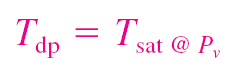 T_dp = T_sat @ P_v